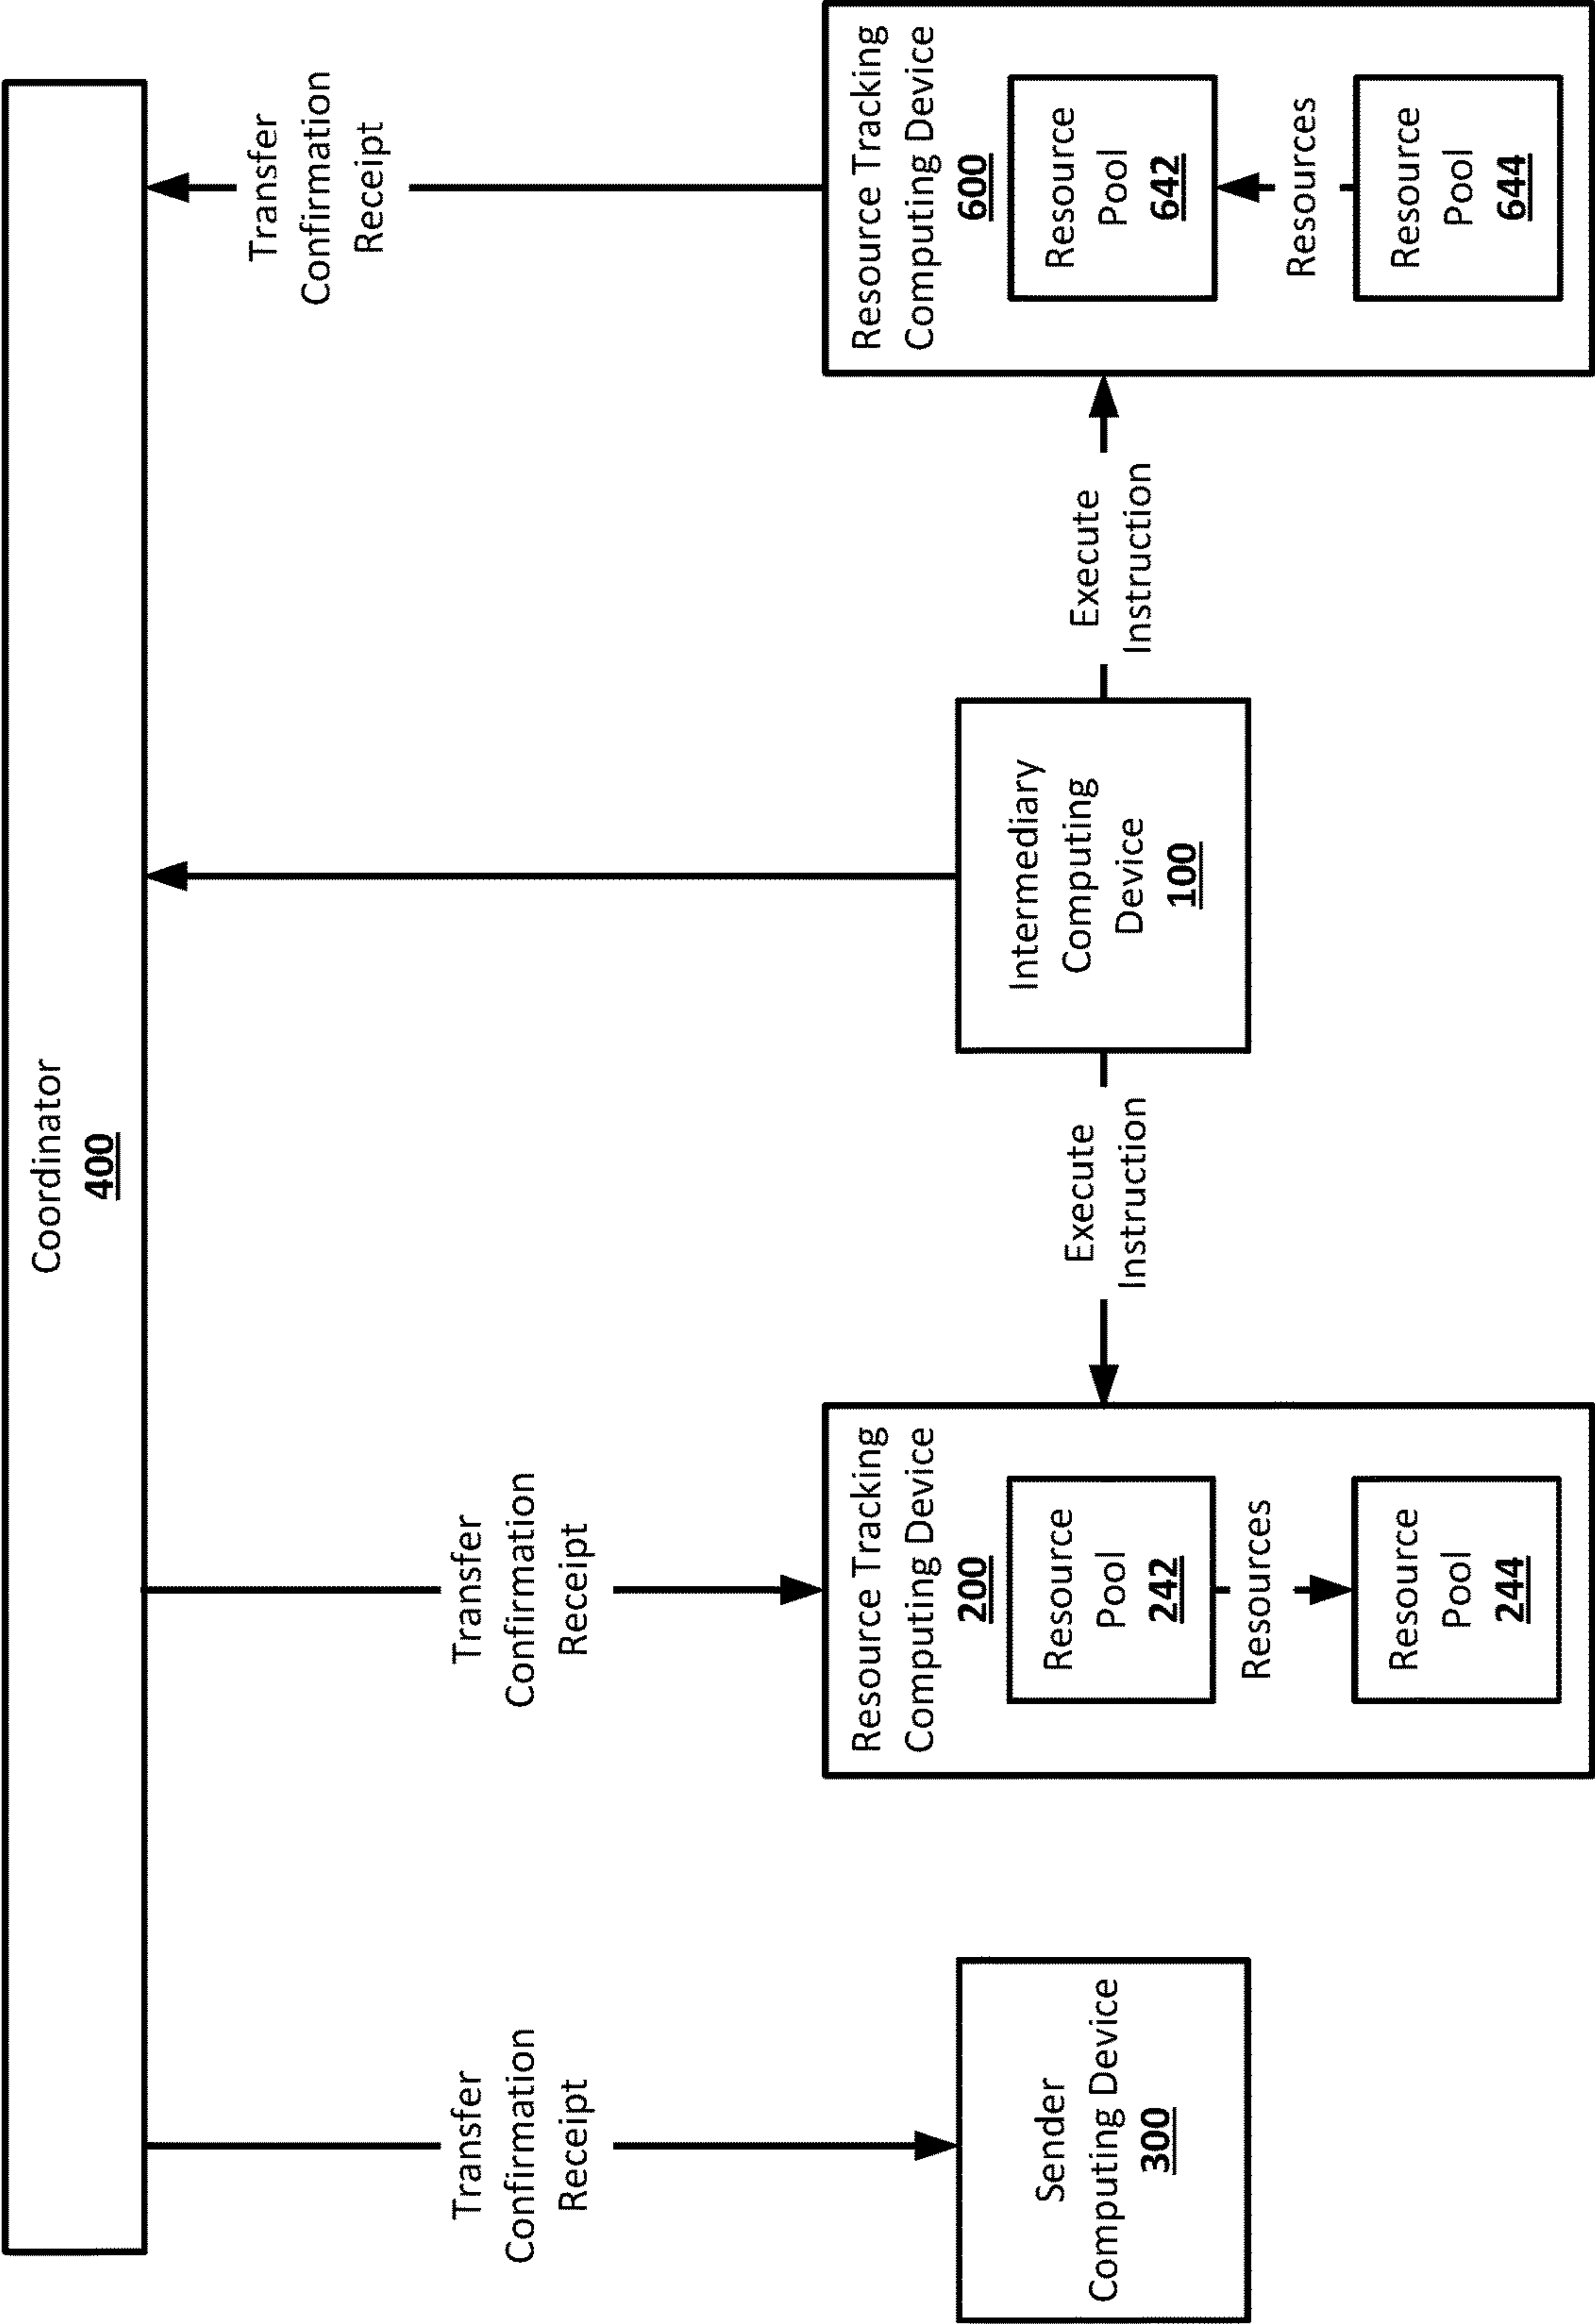 Coordinator
400
Transfer
Confirmation
Receipt
Transfer
Confirmation
Receipt
Transfer
Confirmation
Receipt
Sender
Computing Device
300
Resource Tracking
Computing Device
200
Resource
Pool
242
Resources
Resource
Pool
244
Execute
Instruction
Intermediary
Computing
Device
100
Execute
Instruction
Resource Tracking
Computing Device
600
Resource
Pool
642
Resources
Resource
Pool
644